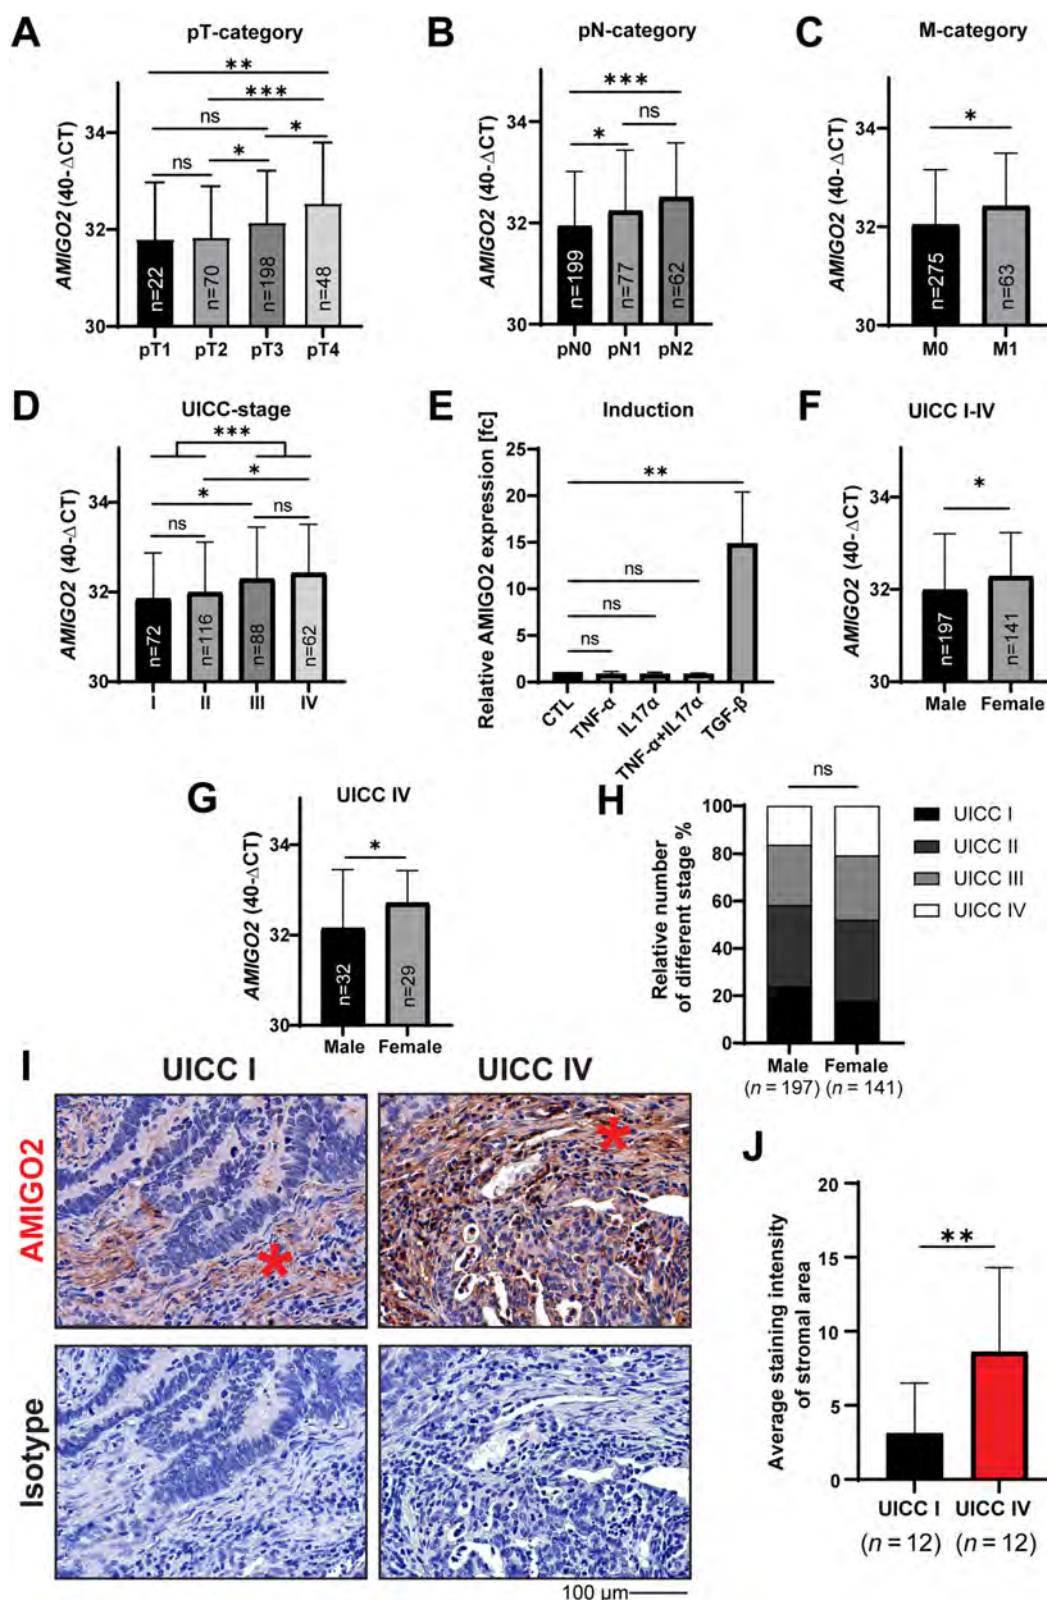 A
pT-category
AMIGO2 (40-ΔCT)
**
***
ns
*
ns
*
34
32
30
n=22
n=70
n=198
n=48
pT1
pT2
pT3
pT4
B
pN-category
AMIGO2 (40-ΔCT)
***
ns
*
34
32
30
n=199
n=77
n=62
pN0
pN1
pN2
C
M-category
AMIGO2 (40-ΔCT)
*
34
32
30
n=275
n=63
M0
M1
D
UICC-stage
AMIGO2 (40-ΔCT)
***
*
*
ns
ns
34
32
30
n=72
n=116
n=88
n=62
I
II
III
IV
E
Induction
Relative AMIGO2 expression [fc]
25
20
15
10
5
0
**
ns
ns
ns
CTL
TNF-α
IL17α
TNF-α+IL17α
TGF-β
F
UICC I-IV
AMIGO2 (40-ΔCT)
*
34
32
30
n=197
n=141
Male
Female
G
UICC IV
AMIGO2 (40-ΔCT)
*
34
32
30
n=32
n=29
Male
Female
H
ns
Relative number
of different stage %
100
80
60
40
20
0
Male
(n = 197)
Female
(n = 141)
UICC I
UICC II
UICC III
UICC IV
I
UICC I
UICC IV
AMIGO2
*
*
Isotype
100 µm
J
Average staining intensity
of stromal area
20
15
10
5
0
**
UICC I
UICC IV
(n = 12)
(n = 12)